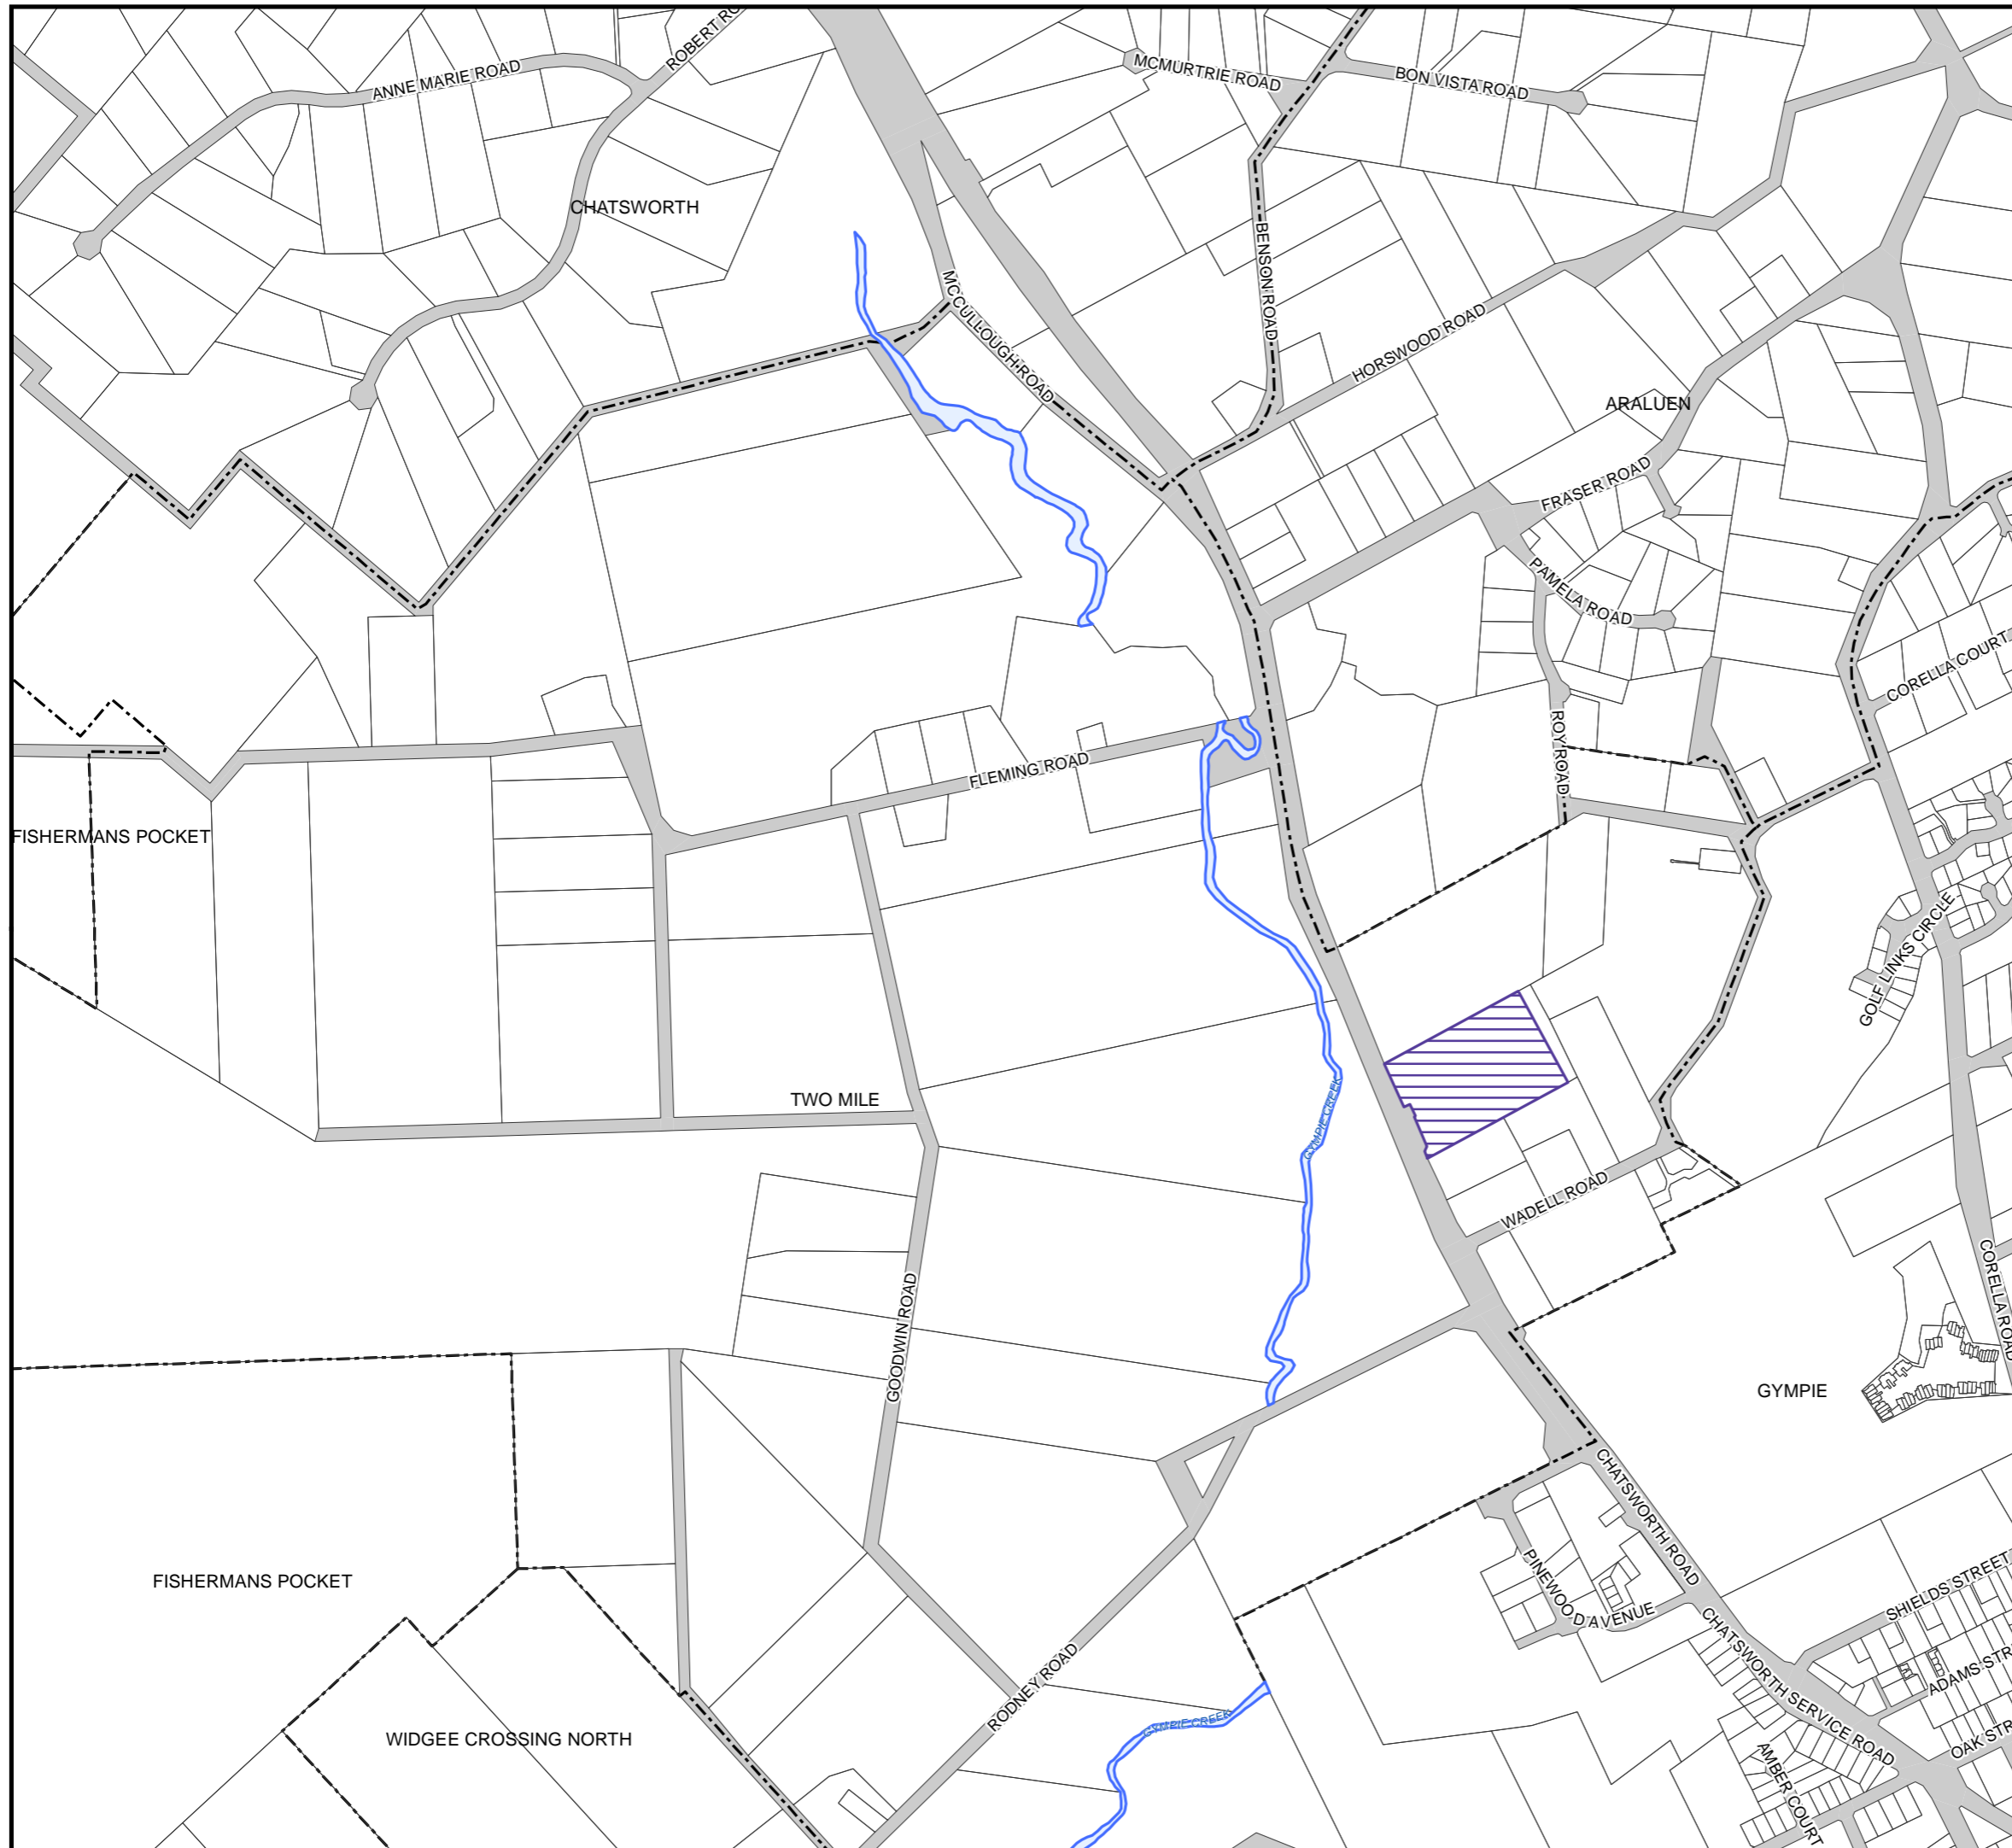 ROBERT RO
ANNE MARIE ROAD
MCMURTRIE ROAD
BON VISTA ROAD
CHATSWORTH
BENSON ROAD
MCCULLOUGH ROAD
HORSWOOD ROAD
ARALUEN
FRASER ROAD
PAMELA ROAD
CORELLA COURT
ROY ROAD
FLEMING ROAD
FISHERMANS POCKET
GOLF LINKS CIRCLE
TWO MILE
GYMPIE CREEK
WADELL ROAD
CORELLA ROAD
GOODWIN ROAD
GYMPIE
CHATSWORTH ROAD
FISHERMANS POCKET
PINEWOOD AVENUE
SHIELDS STREET
CHATSWORTH SERVICE ROAD
ADAMS STR
RODNEY ROAD
GYMPIE CREEK
WIDGEE CROSSING NORTH
OAK STR
AMBER COURT